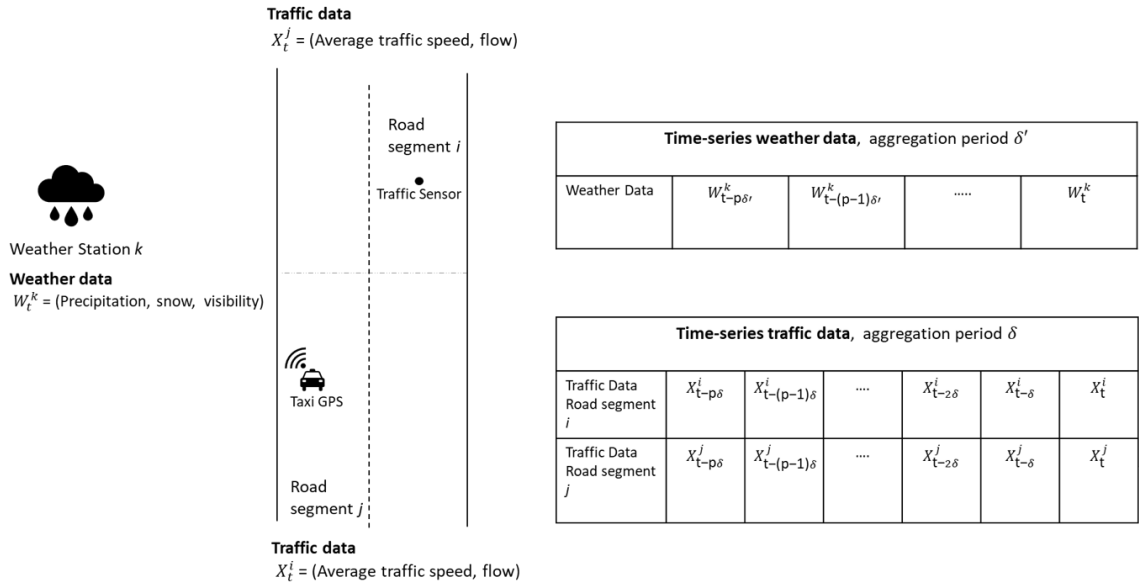 Traffic data
X_t^j = (Average traffic speed, flow)
Road
segment i
Traffic Sensor
Weather Station k
Weather data
W_t^k = (Precipitation, snow, visibility)
Taxi GPS
Road
segment j
Traffic data
X_t^i = (Average traffic speed, flow)
Time-series weather data, aggregation period δ′
Weather Data W_{t−pδ′}^k W_{t−(p−1)δ′}^k ..... W_t^k
Time-series traffic data, aggregation period δ
Traffic Data
Road segment
i
X_{t−pδ}^i X_{t−(p−1)δ}^i .... X_{t−2δ}^i X_{t−δ}^i X_t^i
Traffic Data
Road segment
j
X_{t−pδ}^j X_{t−(p−1)δ}^j .... X_{t−2δ}^j X_{t−δ}^j X_t^j